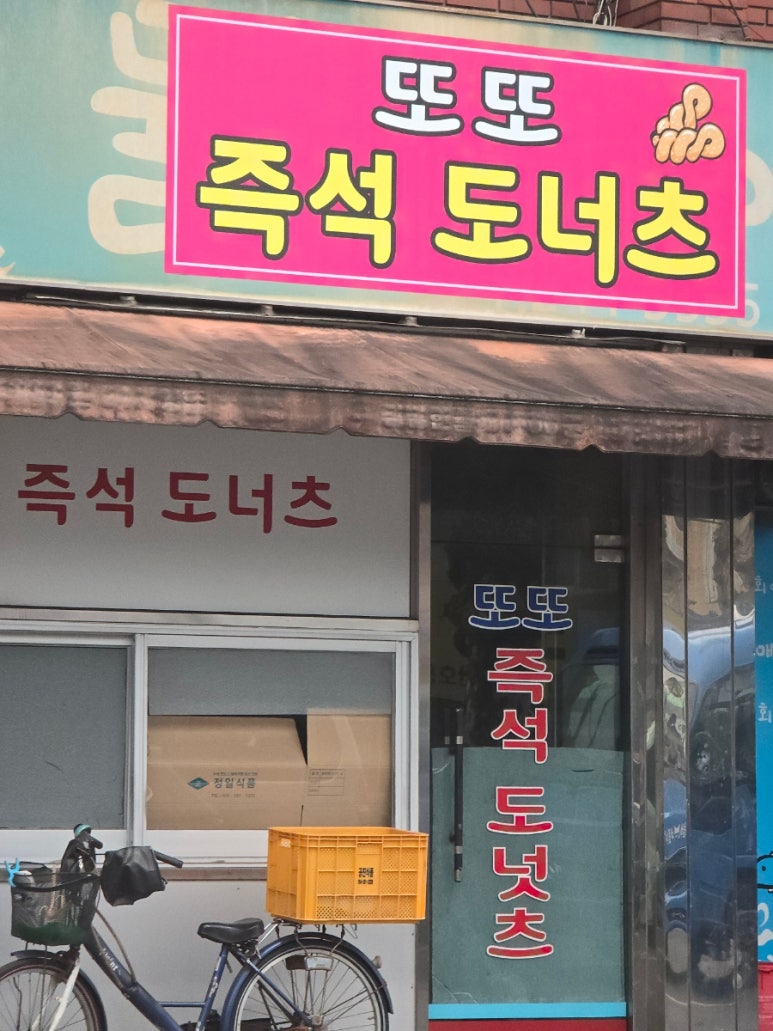 또또
즉석 도너츠
즉석 도너츠
또또
즉석 도넛츠
정일식품